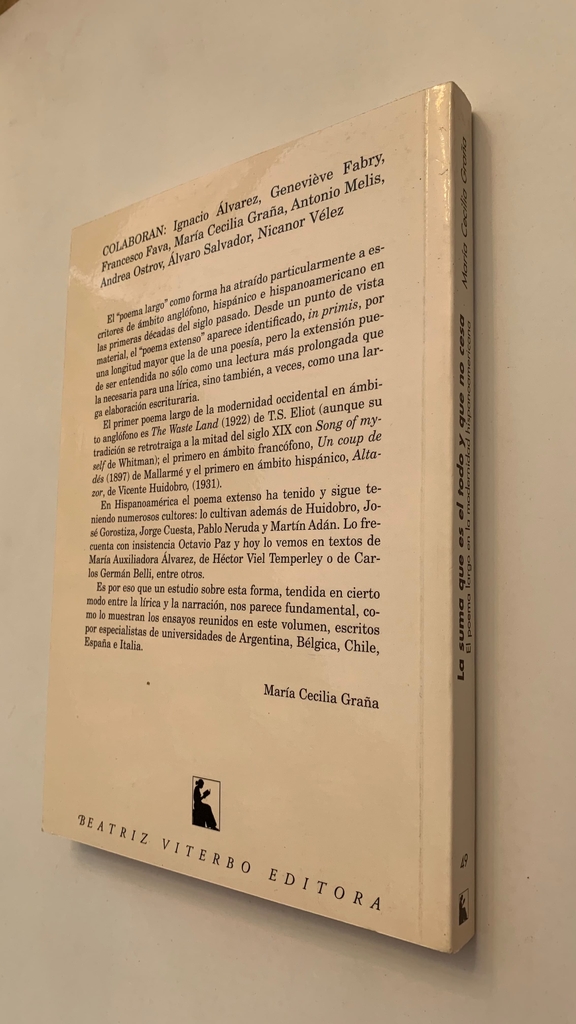 COLABORAN: Ignacio Álvarez, Geneviève Fabry,
Francesco Fava, María Cecilia Graña, Antonio Melis,
Andrea Ostrov, Álvaro Salvador, Nicanor Vélez
El "poema largo" como forma ha atraído particularmente a es-
critores de ámbito anglófono, hispánico e hispanoamericano en
las primeras décadas del siglo pasado. Desde un punto de vista
material, el "poema extenso" aparece identificado, in primis, por
una longitud mayor que la de una poesía, pero la extensión pue-
de ser entendida no sólo como una lectura más prolongada que
la necesaria para una lírica, sino también, a veces, como una lar-
ga elaboración escrituraria.
El primer poema largo de la modernidad occidental en ámbi-
to anglófono es The Waste Land (1922) de T.S. Eliot (aunque su
tradición se retrotraiga a la mitad del siglo XIX con Song of my-
self de Whitman); el primero en ámbito francófono, Un coup de
dés (1897) de Mallarmé y el primero en ámbito hispánico, Alta-
zor, de Vicente Huidobro, (1931).
En Hispanoamérica el poema extenso ha tenido y sigue te-
niendo numerosos cultores: lo cultivan además de Huidobro, Jo-
sé Gorostiza, Jorge Cuesta, Pablo Neruda y Martín Adán. Lo fre-
cuenta con insistencia Octavio Paz y hoy lo vemos en textos de
María Auxiliadora Álvarez, de Héctor Viel Temperley o de Car-
los Germán Belli, entre otros.
Es por eso que un estudio sobre esta forma, tendida en cierto
modo entre la lírica y la narración, nos parece fundamental, co-
mo lo muestran los ensayos reunidos en este volumen, escritos
por especialistas de universidades de Argentina, Bélgica, Chile,
España e Italia.
María Cecilia Graña
BEATRIZ VITERBO EDITORA
María Cecilia Graña
La suma que es el todo y que no cesa
El poema largo en la modernidad hispanoamericana
49